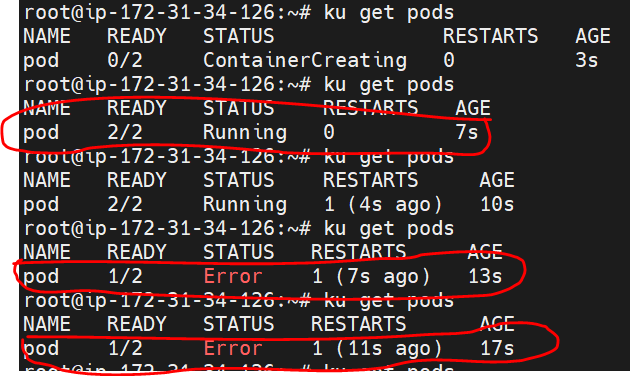 root@ip-172-31-34-126:~# ku get pods
NAME READY STATUS RESTARTS AGE
pod 0/2 ContainerCreating 0 3s
root@ip-172-31-34-126:~# ku get pods
NAME READY STATUS RESTARTS AGE
pod 2/2 Running 0 7s
root@ip-172-31-34-126:~# ku get pods
NAME READY STATUS RESTARTS AGE
pod 2/2 Running 1 (4s ago) 10s
root@ip-172-31-34-126:~# ku get pods
NAME READY STATUS RESTARTS AGE
pod 1/2 Error 1 (7s ago) 13s
root@ip-172-31-34-126:~# ku get pods
NAME READY STATUS RESTARTS AGE
pod 1/2 Error 1 (11s ago) 17s
root@ip-172-31-34-126:~# ku get pods